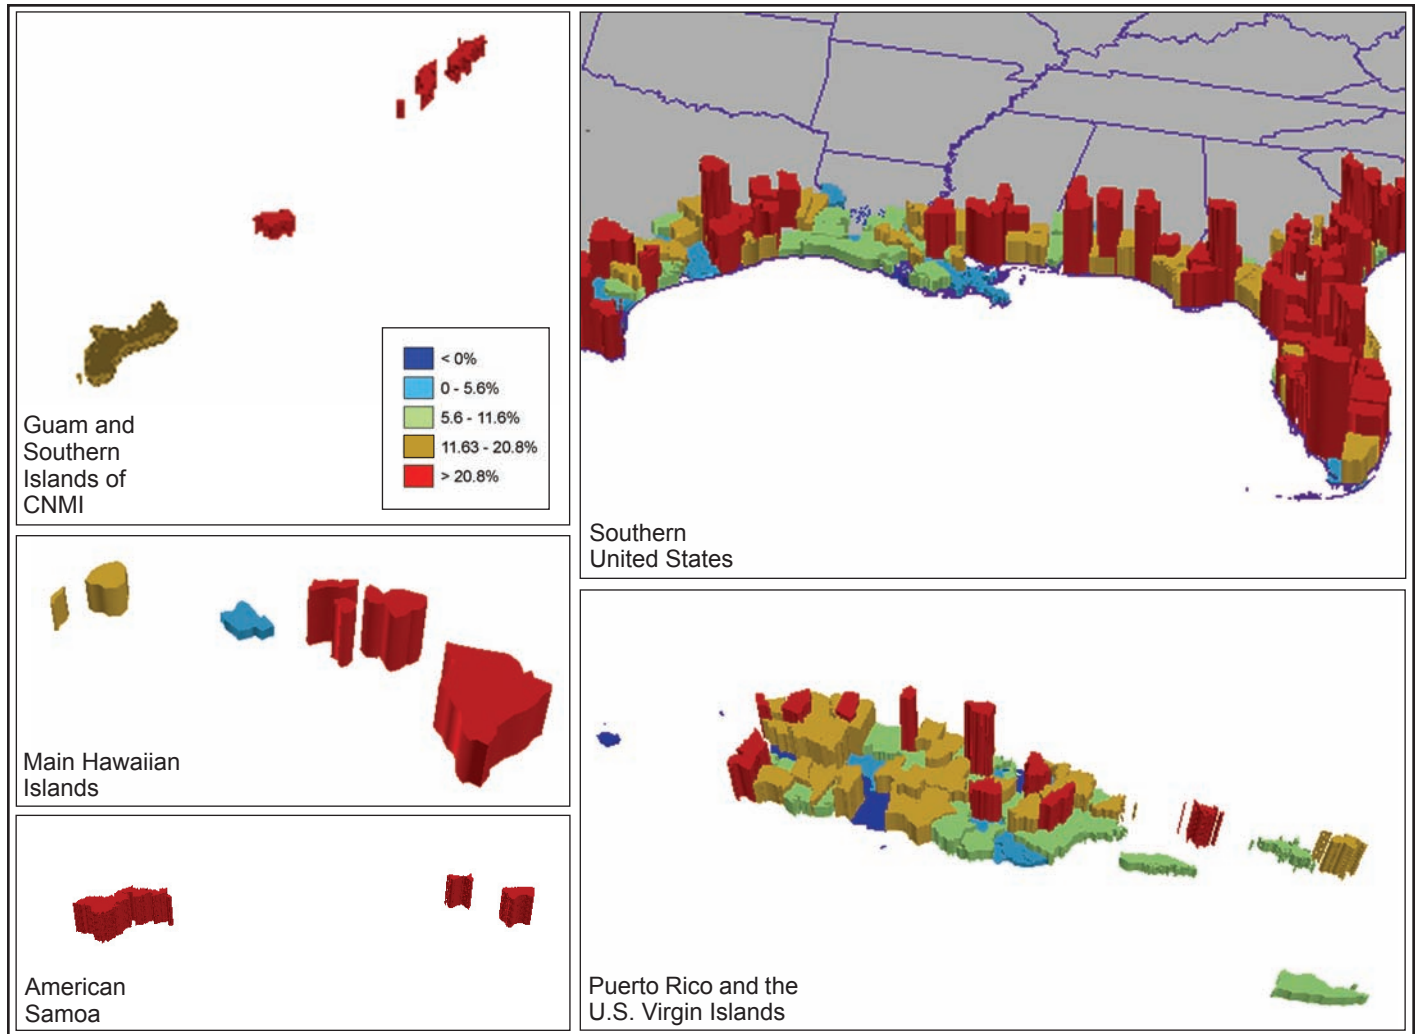 Guam and
Southern
Islands of
CNMI
< 0%
0 - 5.6%
5.6 - 11.6%
11.63 - 20.8%
> 20.8%
Southern
United States
Main Hawaiian
Islands
American
Samoa
Puerto Rico and the
U.S. Virgin Islands